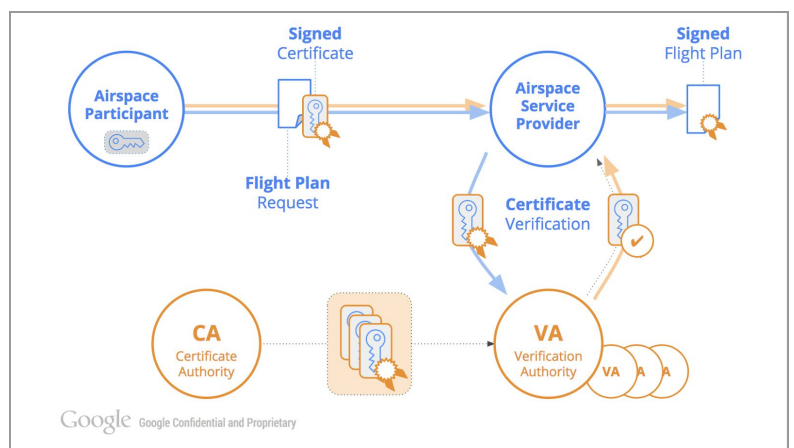 Signed
Certificate
Signed
Flight Plan
Airspace
Participant
Airspace
Service
Provider
Flight Plan
Request
Certificate
Verification
CA
Certificate
Authority
VA
Verification
Authority
VA
A
A
Google Google Confidential and Proprietary